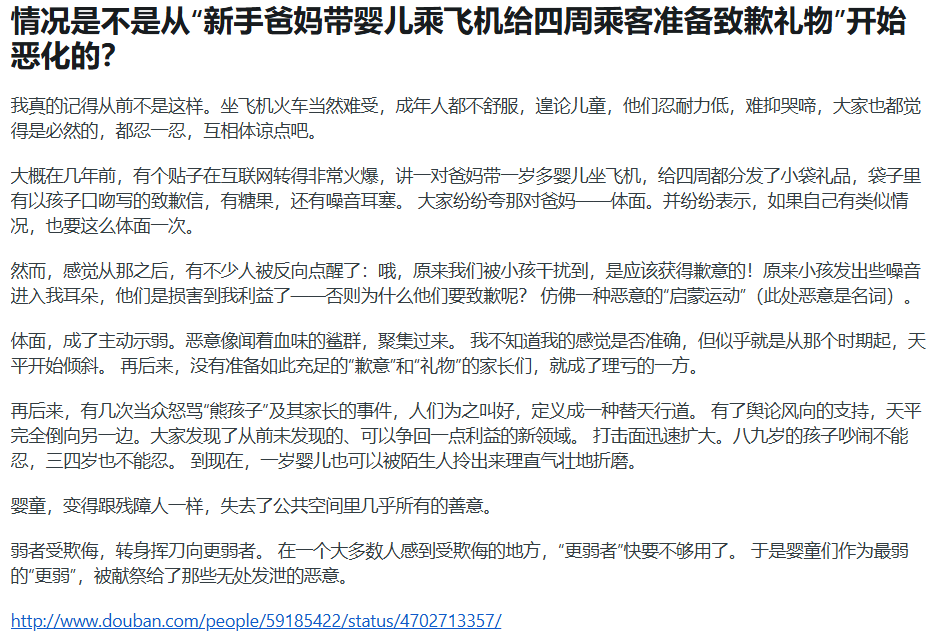 情况是不是从“新手爸妈带婴儿乘飞机给四周乘客准备致歉礼物”开始
恶化的？
我真的记得从前不是这样。坐飞机火车当然难受，成年人都不舒服，遑论儿童，他们忍耐力低，难抑哭啼，大家也都觉
得是必然的，都忍一忍，互相体谅点吧。
大概在几年前，有个贴子在互联网转得非常火爆，讲一对爸妈带一岁多婴儿坐飞机，给四周都分发了小袋礼品，袋子里
有以孩子口吻写的致歉信，有糖果，还有噪音耳塞。 大家纷纷夸那对爸妈——体面。并纷纷表示，如果自己有类似情
况，也要这么体面一次。
然而，感觉从那之后，有不少人被反向点醒了：哦，原来我们被小孩干扰到，是应该获得歉意的！原来小孩发出些噪音
进入我耳朵，他们是损害到我利益了——否则为什么他们要致歉呢？ 仿佛一种恶意的“启蒙运动”（此处恶意是名词）。
体面，成了主动示弱。恶意像闻着血味的鲨群，聚集过来。 我不知道我的感觉是否准确，但似乎就是从那个时期起，天
平开始倾斜。 再后来，没有准备如此充足的“歉意”和“礼物”的家长们，就成了理亏的一方。
再后来，有几次当众怒骂“熊孩子”及其家长的事件，人们为之叫好，定义成一种替天行道。 有了舆论风向的支持，天平
完全倒向另一边。大家发现了从前未发现的、可以争回一点利益的新领域。 打击面迅速扩大。八九岁的孩子吵闹不能
忍，三四岁也不能忍。 到现在，一岁婴儿也可以被陌生人拎出来理直气壮地折磨。
婴童，变得跟残障人一样，失去了公共空间里几乎所有的善意。
弱者受欺侮，转身挥刀向更弱者。 在一个大多数人感到受欺侮的地方，“更弱者”快要不够用了。 于是婴童们作为最弱
的“更弱”，被献祭给了那些无处发泄的恶意。
http://www.douban.com/people/59185422/status/4702713357/